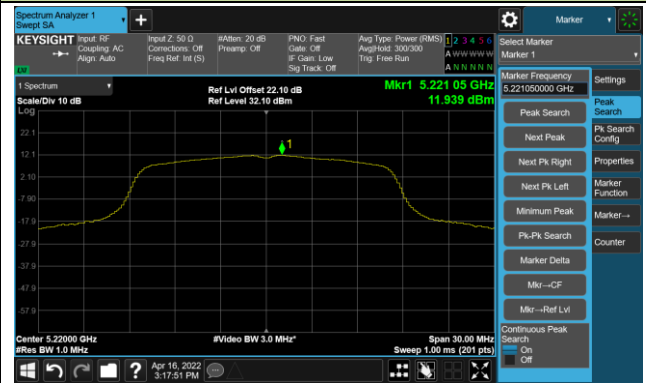 Spectrum Analyzer 1
Swept SA
Marker
KEYSIGHT
Input: RF
Coupling: AC
Align: Auto
Input Z: 50 Ω
Corrections: Off
Freq Ref: Int (S)
#Atten: 20 dB
Preamp: Off
PNO: Fast
Gate: Off
IF Gain: Low
Sig Track: Off
Avg Type: Power (RMS)
Avg|Hold: 300/300
Trig: Free Run
1 2 3 4 5 6
A W W W W W
A N N N N N
Select Marker
Marker 1
1 Spectrum
Scale/Div 10 dB
Log
Ref Lvl Offset 22.10 dB
Ref Level 32.10 dBm
Mkr1 5.221 05 GHz
11.939 dBm
22.1
12.1
2.10
-7.90
-17.9
-27.9
-37.9
-47.9
-57.9
1
Center 5.22000 GHz
#Res BW 1.0 MHz
#Video BW 3.0 MHz*
Span 30.00 MHz
Sweep 1.00 ms (201 pts)
Marker Frequency
5.221050000 GHz
Peak Search
Next Peak
Next Pk Right
Next Pk Left
Minimum Peak
Pk-Pk Search
Marker Delta
Mkr→CF
Mkr→Ref Lvl
Continuous Peak
Search
On
Off
Settings
Peak
Search
Pk Search
Config
Properties
Marker
Function
Marker→
Counter
Apr 16, 2022
3:17:51 PM